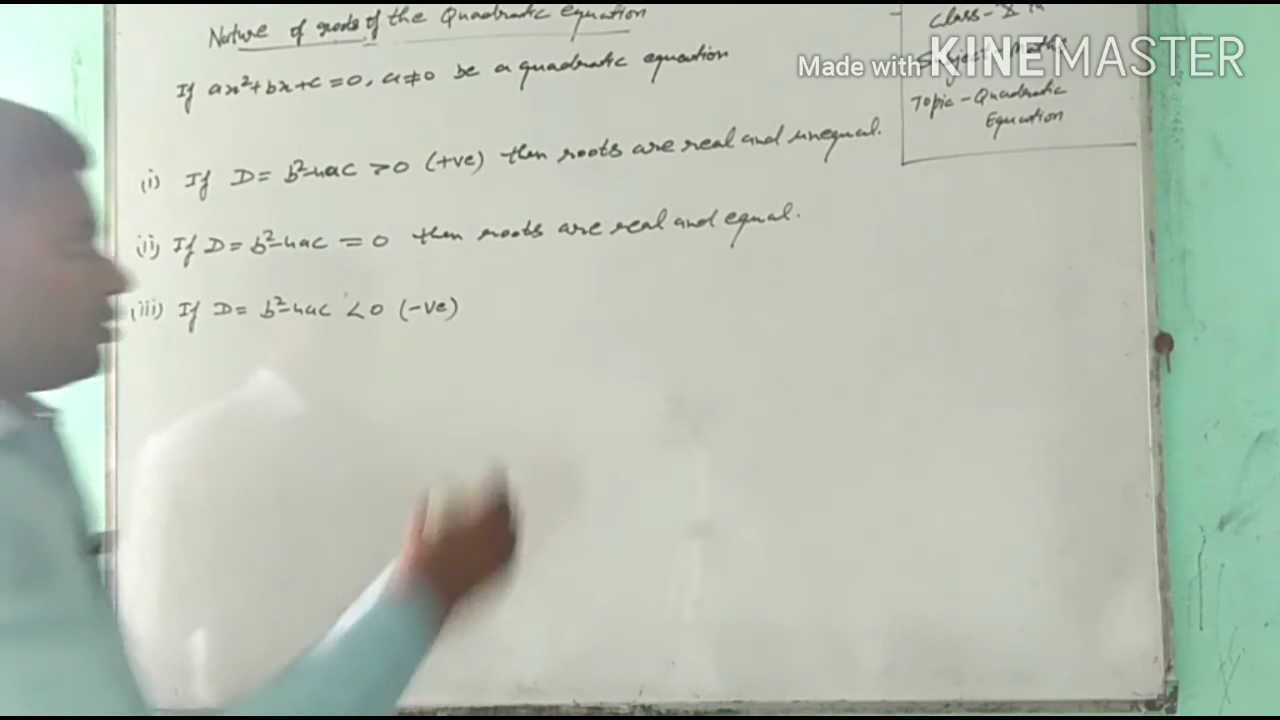 Nature of roots of the Quadratic equation
If ax²+bx+c=0, a≠0 be a quadratic equation
(i) If D= b²-4ac >0 (+ve) then roots are real and unequal.
(ii) If D= b²-4ac = 0 then roots are real and equal.
(iii) If D= b²-4ac <0 (-ve)
Class-X
Topic-Quadratic
Equation
Made with KINEMASTER